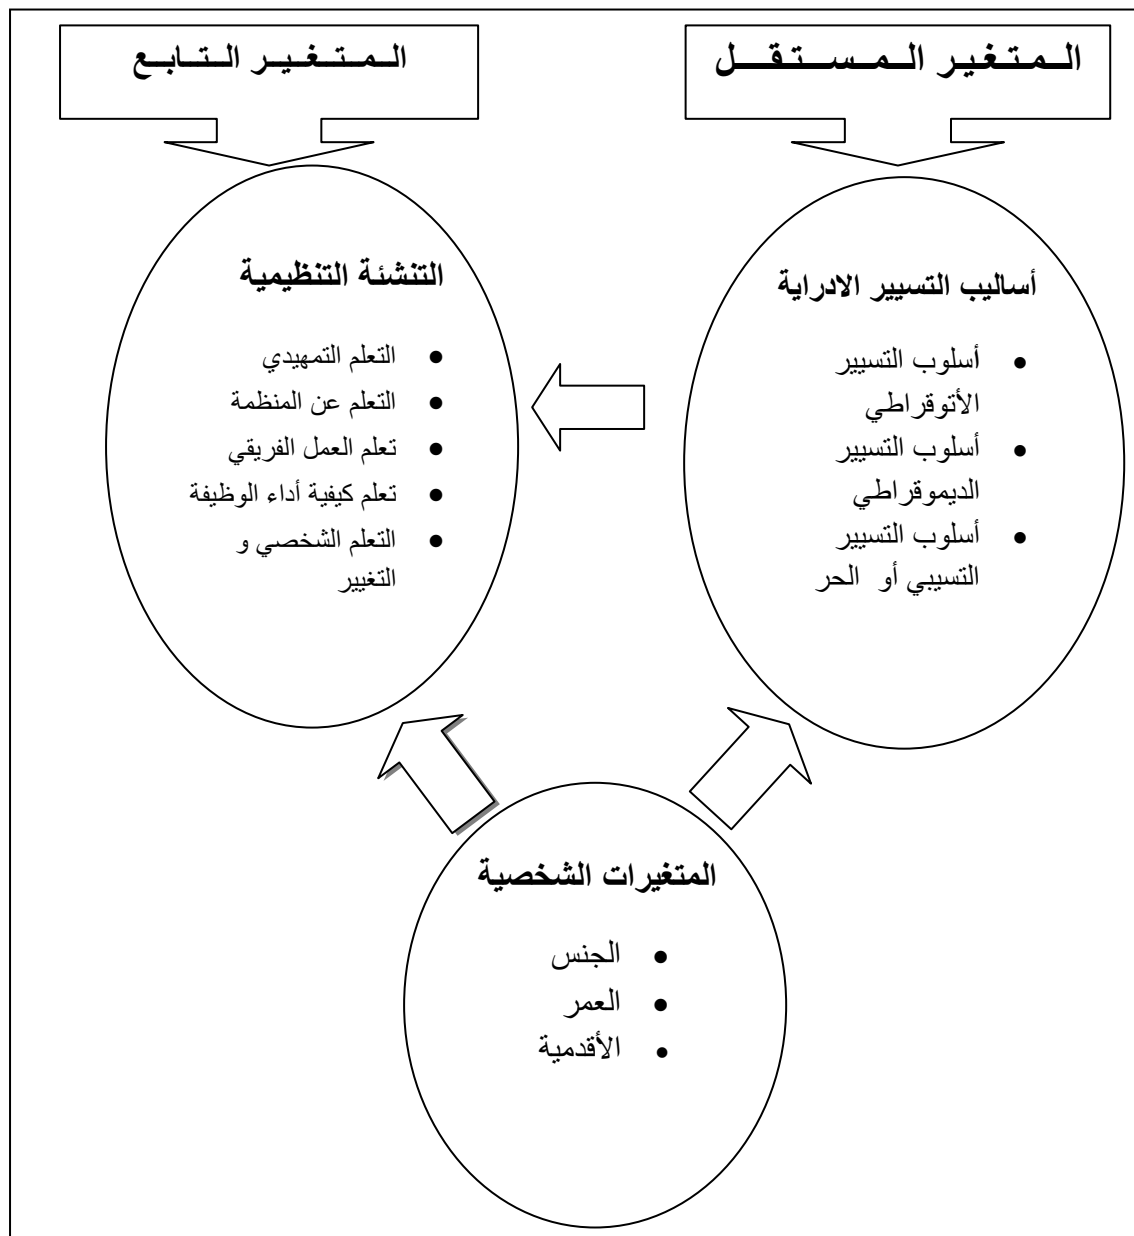 المتغير المستقل
المتغير التابع
أساليب التسيير الادراية
• أسلوب التسيير
الأتوقراطي
• أسلوب التسيير
الديموقراطي
• أسلوب التسيير
التسيبي أو الحر
التنشئة التنظيمية
• التعلم التمهيدي
• التعلم عن المنظمة
• تعلم العمل الفريقي
• تعلم كيفية أداء الوظيفة
• التعلم الشخصي و
التغيير
المتغيرات الشخصية
• الجنس
• العمر
• الأقدمية